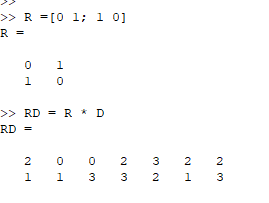 >>
>> R =[0 1; 1 0]
R =
0 1
1 0
>> RD = R * D
RD =
2 0 0 2 3 2 2
1 1 3 3 2 1 3